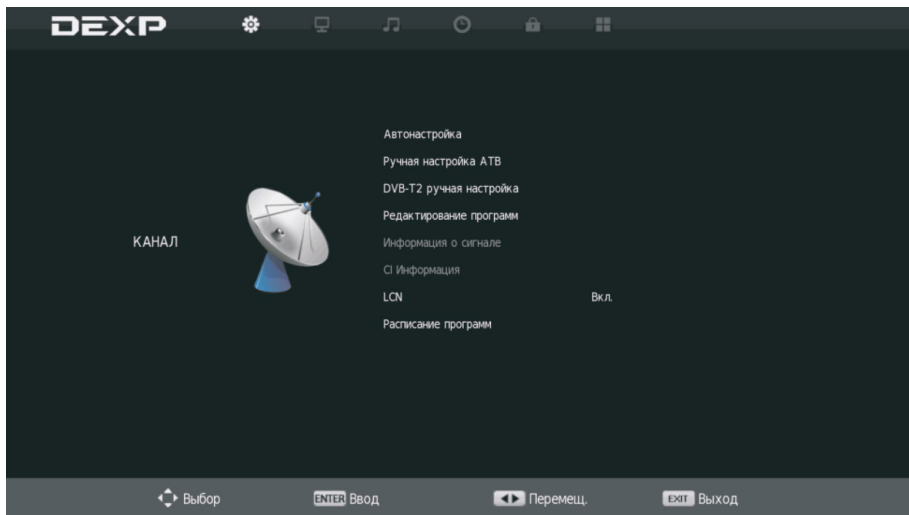 DEXP
Автонастройка
Ручная настройка АТВ
DVB-T2 ручная настройка
Редактирование программ
КАНАЛ
Информация о сигнале
CI Информация
LCN Вкл.
Расписание программ
Выбор ENTER Ввод Перемещ. EXIT Выход